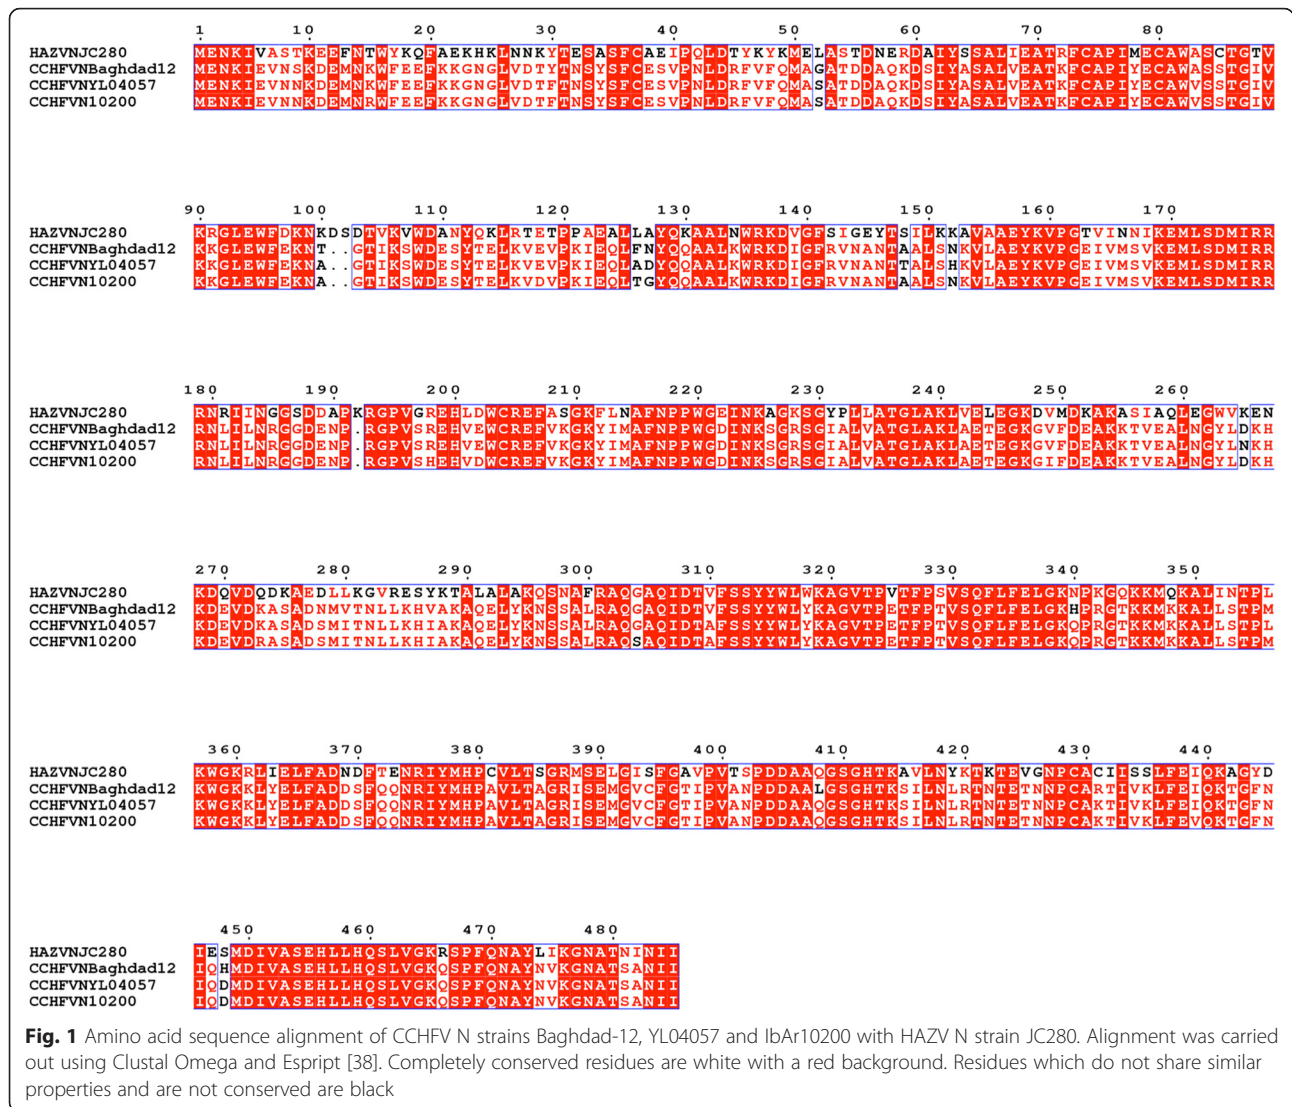 1 10 20 30 40 50 60 70 80
HAZVNJC280 MENKIVASTKEEFNTWYKQFAEKHKLNNKYTESASFCAEIPQLDTYKYKMELASTDNERDAIYSSALIEATRFCAPIMECAWASCTGTV
CCHFVNBaghdad12 MENKIEVNSKDEMNKWFEEFKKGNGLVDTYTNSYSFCESVPNLDRFVFQMAGATDDAQKDSIYASALVEATKFCAPIYECAWASSTGIV
CCHFVNYL04057 MENKIEVNNKDEMNKWFEEFKKGNGLVDTFTNSYSFCESVPNLDRFVFQMASATDDAQKDSIYASALVEATKFCAPIYECAWVSSTGIV
CCHFVN10200 MENKIEVNNKDEMNRWFEEFKKGNGLVDTFTNSYSFCESVPNLDRFVFQMASATDDAQKDSIYASALVEATKFCAPIYECAWVSSTGIV
90 100 110 120 130 140 150 160 170
HAZVNJC280 KRGLEWFDKNKDSDTVKVWDANYQKLRTETPPAEALLAYQKAALNWRKDVGFSIGEYTSILKKAVAAEYKVPGTVINNIKEMLSDMIRR
CCHFVNBaghdad12 KKGLEWFEKNT..GTIKSWDESYTELKVEVPKIEQLFNYQQAALKWRKDIGFRVNANTAALSNKVLAEYKVPGEIVMSVKEMLSDMIRR
CCHFVNYL04057 KKGLEWFEKNA..GTIKSWDESYTELKVEVPKIEQLADYQQAALKWRKDIGFRVNANTTALSHKVLAEYKVPGEIVMSVKEMLSDMIRR
CCHFVN10200 KKGLEWFEKNA..GTIKSWDESYTELKVDVPKIEQLTGYQQAALKWRKDIGFRVNANTAALSNKVLAEYKVPGEIVMSVKEMLSDMIRR
180 190 200 210 220 230 240 250 260
HAZVNJC280 RNRIINGGSDDAPKRGPVGREHLDWCREFASGKFLNAFNPPWGEINKAGKSGYPLLATGLAKLVELEGKDVMDKAKASIAQLEGWVKEN
CCHFVNBaghdad12 RNLILNRGGDENP.RGPVSREHVEWCREFVKGKYIMAFNPPWGDINKSGRSGIALVATGLAKLAETEGKGVFDEAKKTVEALNGYLDKH
CCHFVNYL04057 RNLILNRGGDENP.RGPVSREHVEWCREFVKGKYIMAFNPPWGDINKSGRSGIALVATGLAKLAETEGKGVFDEAKKTVEALNGYLNKH
CCHFVN10200 RNLILNRGGDENP.RGPVSHEHVDWCREFVKGKYIMAFNPPWGDINKSGRSGIALVATGLAKLAETEGKGIFDEAKKTVEALNGYLDKH
270 280 290 300 310 320 330 340 350
HAZVNJC280 KDQVDQDKAEDLLKGVRESYKTALALAKQSNAFRAQGAQIDTVFSSYYWLWKAGVTPVTFPSVSQFLFELGKNPKGQKKMQKALINTPL
CCHFVNBaghdad12 KDEVDKASADNMVTNLLKHVAKAQELYKNSSALRAQGAQIDTVFSSYYWLYKAGVTPETFPTVSQFLFELGKHPRGTKKMKKALLSTPM
CCHFVNYL04057 KDEVDKASADSMITNLLKHIAKAQELYKNSSALRAQGAQIDTAFSSYYWLYKAGVTPETFPTVSQFLFELGKQPRGTKKMKKALLSTPL
CCHFVN10200 KDEVDRASADSMITNLLKHIAKAQELYKNSSALRAQSAQIDTAFSSYYWLYKAGVTPETFPTVSQFLFELGKQPRGTKKMKKALLSTPM
360 370 380 390 400 410 420 430 440
HAZVNJC280 KWGKRLIELFADNDFTENRIYMHPCVLTSGRMSELGISFGAVPVTSPDDAAQGSGHTKAVLNYKTKTEVGNPCACIISSLFEIQKAGYD
CCHFVNBaghdad12 KWGKKLYELFADDSFQQNRIYMHPAVLTAGRISEMGVCFGTIPVANPDDAALGSGHTKSILNLRTNTETNNPCARTIVKLFEIQKTGFN
CCHFVNYL04057 KWGKKLYELFADDSFQQNRIYMHPAVLTAGRISEMGVCFGTIPVANPDDAAQGSGHTKSILNLRTNTETNNPCAKTIVKLFEIQKTGFN
CCHFVN10200 KWGKKLYELFADDSFQQNRIYMHPAVLTAGRISEMGVCFGTIPVANPDDAAQGSGHTKSILNLRTNTETNNPCAKTIVKLFEVQKTGFN
450 460 470 480
HAZVNJC280 IESMDIVASEHLLHQSLVGKRSPFQNAYLIKGNATNINII
CCHFVNBaghdad12 IQHMDIVASEHLLHQSLVGKQSPFQNAYNVKGNATSANII
CCHFVNYL04057 IQDMDIVASEHLLHQSLVGKQSPFQNAYNVKGNATSANII
CCHFVN10200 IQDMDIVASEHLLHQSLVGKQSPFQNAYNVKGNATSANII
Fig. 1 Amino acid sequence alignment of CCHFV N strains Baghdad-12, YL04057 and IbAr10200 with HAZV N strain JC280. Alignment was carried
out using Clustal Omega and Espript [38]. Completely conserved residues are white with a red background. Residues which do not share similar
properties and are not conserved are black